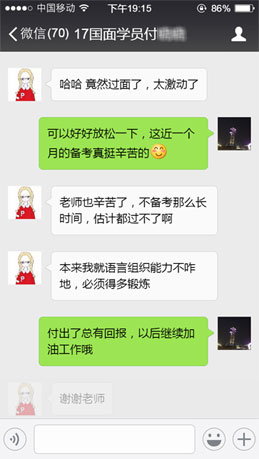 中国移动
下午19:15
86%
微信(70)
17国面学员付
哈哈 竟然过面了，太激动了
可以好好放松一下，这近一个
月的备考真挺辛苦的
老师也辛苦了，不备考那么长
时间，估计都过不了啊
本来我就语言组织能力不咋
地，必须得多锻炼
付出了总有回报，以后继续加
油工作哦
谢谢老师